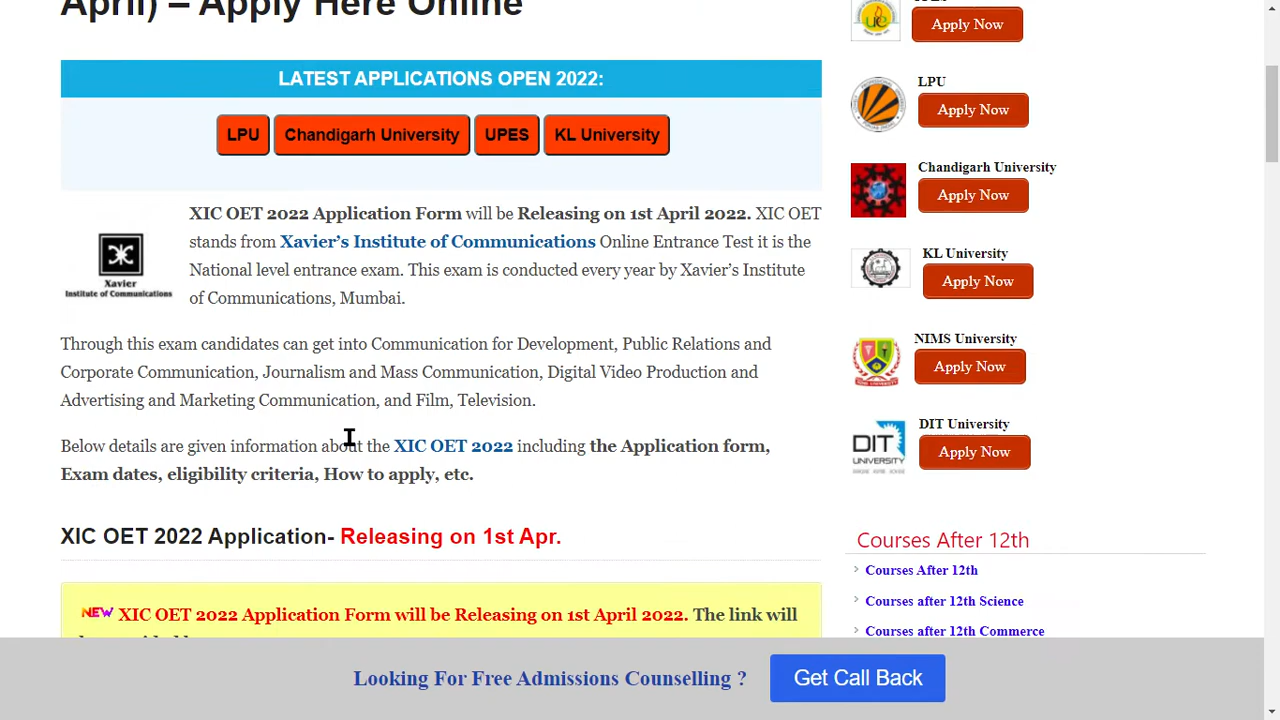 April) – Apply Here Online
LATEST APPLICATIONS OPEN 2022:
LPU
Chandigarh University
UPES
KL University
XIC OET 2022 Application Form will be Releasing on 1st April 2022. XIC OET
stands from Xavier’s Institute of Communications Online Entrance Test it is the
National level entrance exam. This exam is conducted every year by Xavier’s Institute
of Communications, Mumbai.
Xavier
Institute of Communications
Through this exam candidates can get into Communication for Development, Public Relations and
Corporate Communication, Journalism and Mass Communication, Digital Video Production and
Advertising and Marketing Communication, and Film, Television.
Below details are given information about the XIC OET 2022 including the Application form,
Exam dates, eligibility criteria, How to apply, etc.
XIC OET 2022 Application- Releasing on 1st Apr.
NEW XIC OET 2022 Application Form will be Releasing on 1st April 2022. The link will
Apply Now
LPU
Apply Now
Chandigarh University
Apply Now
KL University
Apply Now
NIMS University
Apply Now
DIT University
Apply Now
DIT
UNIVERSITY
Courses After 12th
Courses After 12th
Courses after 12th Science
Courses after 12th Commerce
Looking For Free Admissions Counselling ?
Get Call Back